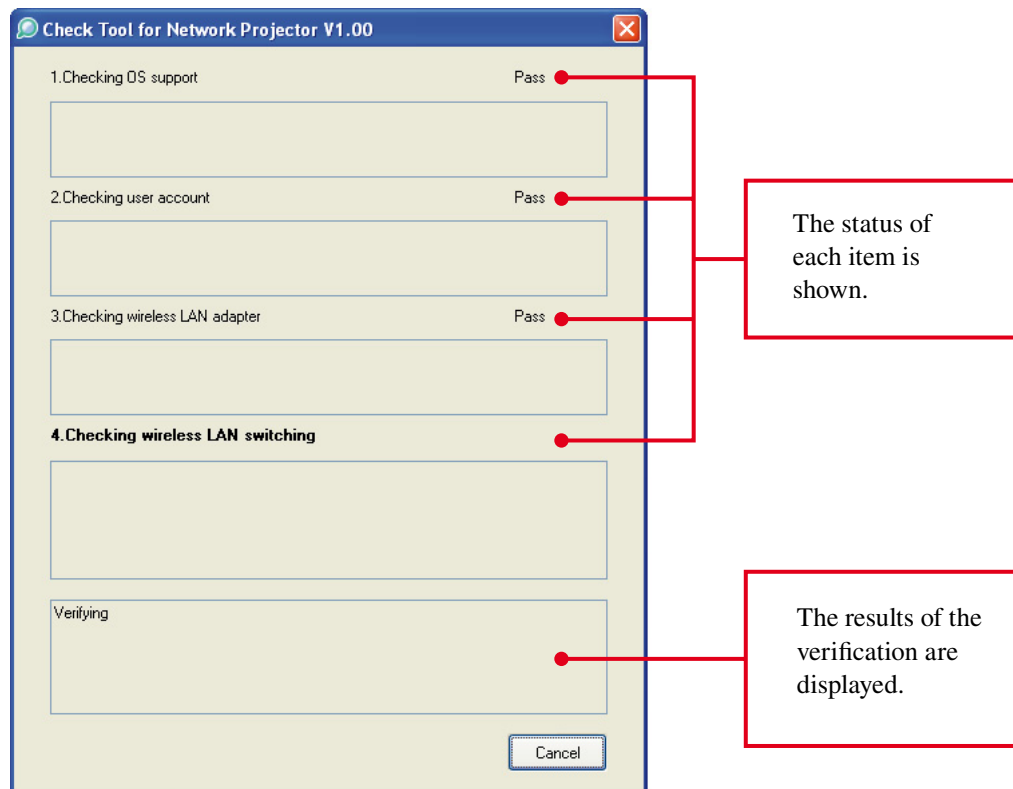 Check Tool for Network Projector V1.00
1.Checking OS support Pass
2.Checking user account Pass
The status of
each item is
shown.
3.Checking wireless LAN adapter Pass
4.Checking wireless LAN switching
Verifying
The results of the
verification are
displayed.
Cancel